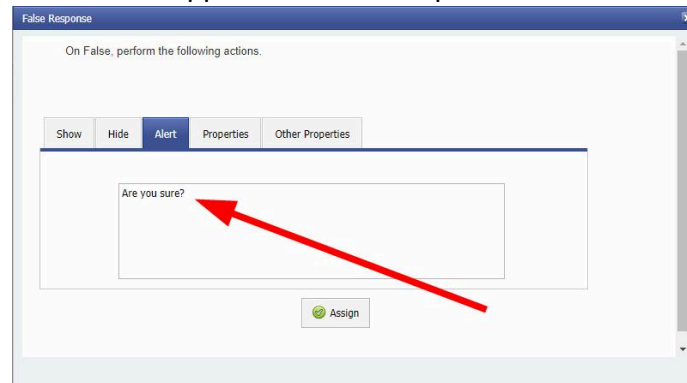 False Response
On False, perform the following actions.
Show Hide Alert Properties Other Properties
Are you sure?
Assign